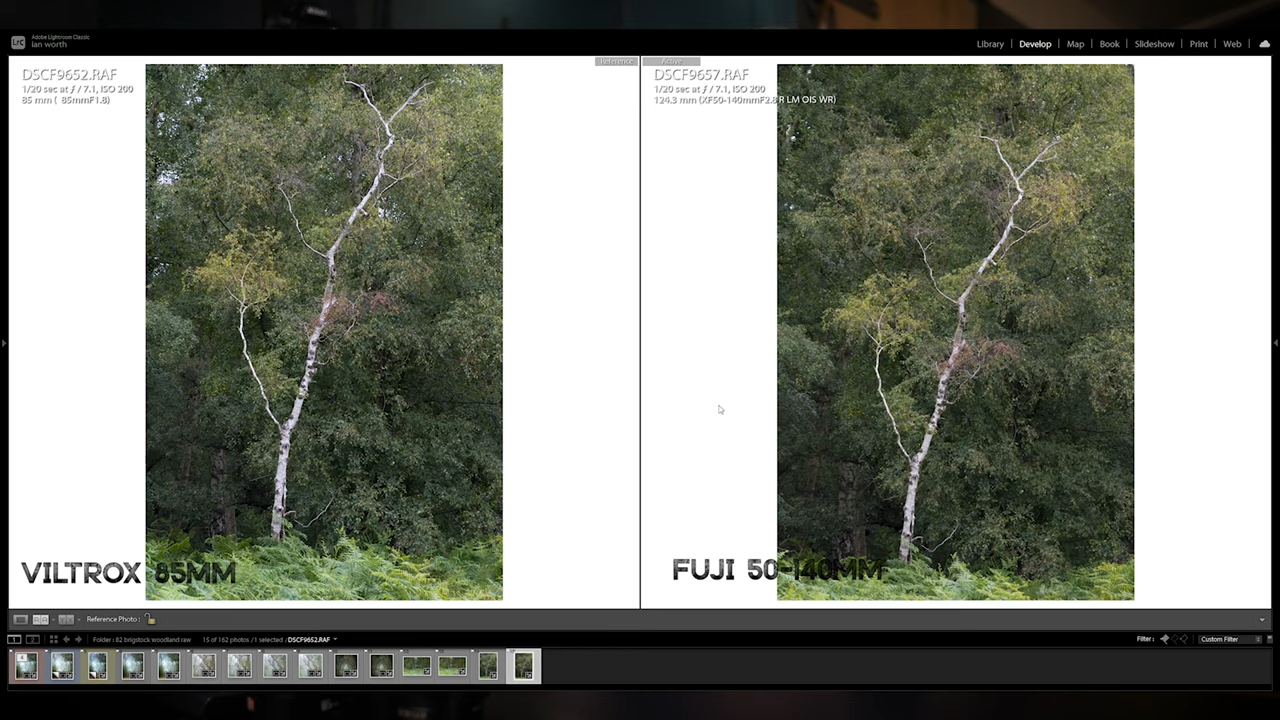 LrC
Adobe Lightroom Classic
Ian worth
Library | Develop | Map | Book | Slideshow | Print | Web
DSCF9652.RAF
1/20 sec at ƒ / 7.1, ISO 200
85 mm ( 85mmF1.8)
Reference
Active
DSCF9657.RAF
1/20 sec at ƒ / 7.1, ISO 200
124.3 mm (XF50-140mmF2.8 R LM OIS WR)
VILTROX 85MM
FUJI 50-140MM
Reference Photo :
1 2 Folder : 82 brigstock woodland raw 15 of 162 photos / 1 selected / DSCF9652.RAF
Filter : Custom Filter